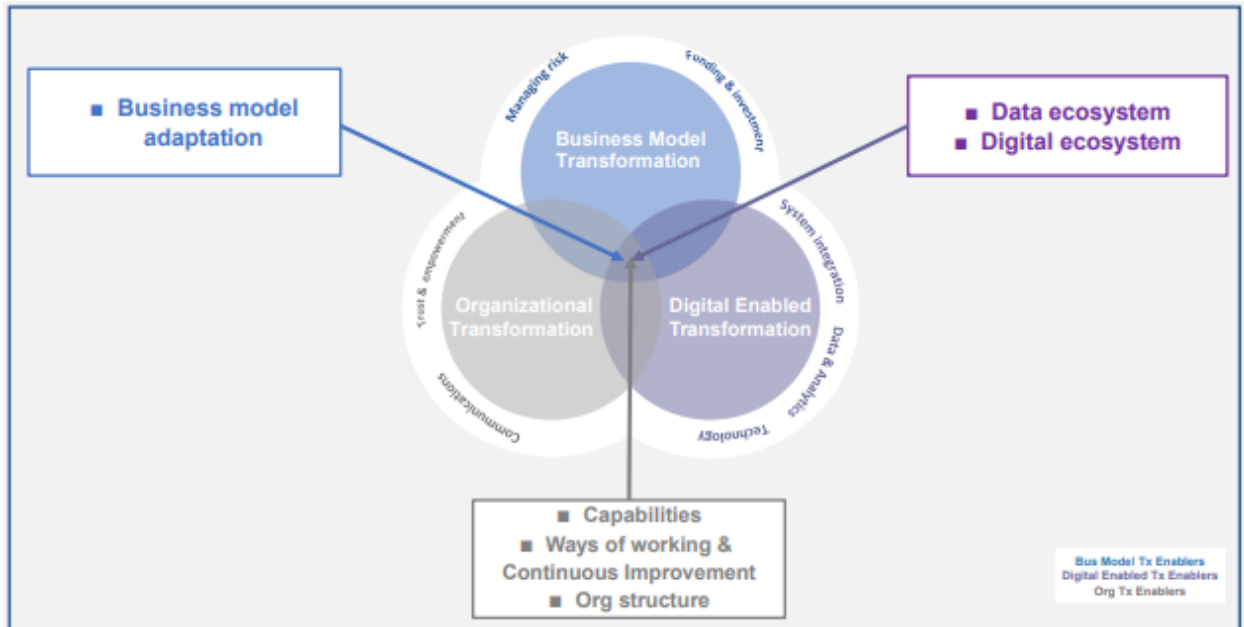 Managing risk
Funding & investment
■ Business model
adaptation
■ Data ecosystem
■ Digital ecosystem
Business Model
Transformation
Trust & empowerment
System integration
Organizational
Transformation
Digital Enabled
Transformation
Data & Analytics
Communications
Technology
■ Capabilities
■ Ways of working &
Continuous Improvement
■ Org structure
Bus Model Tx Enablers
Digital Enabled Tx Enablers
Org Tx Enablers